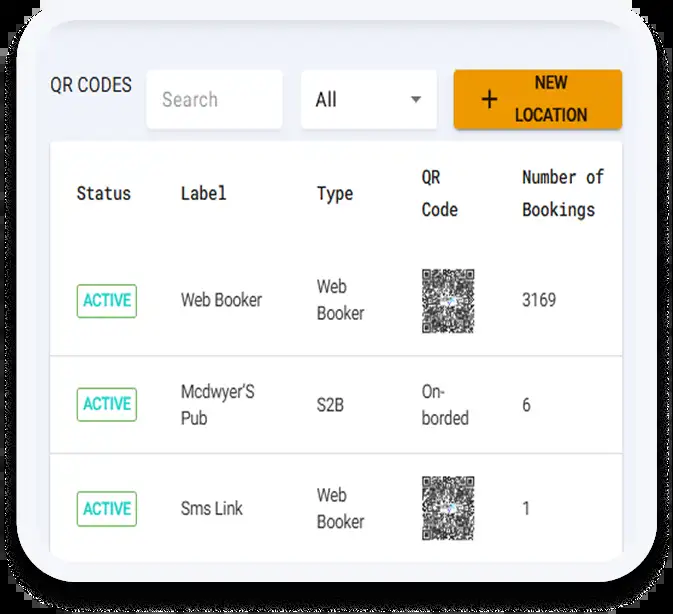 QR CODES
Search
All
+ NEW
LOCATION
Status Label Type QR
Code Number of
Bookings
ACTIVE Web Booker Web
Booker 3169
ACTIVE Mcdwyer'S
Pub S2B On-
borded 6
ACTIVE Sms Link Web
Booker 1